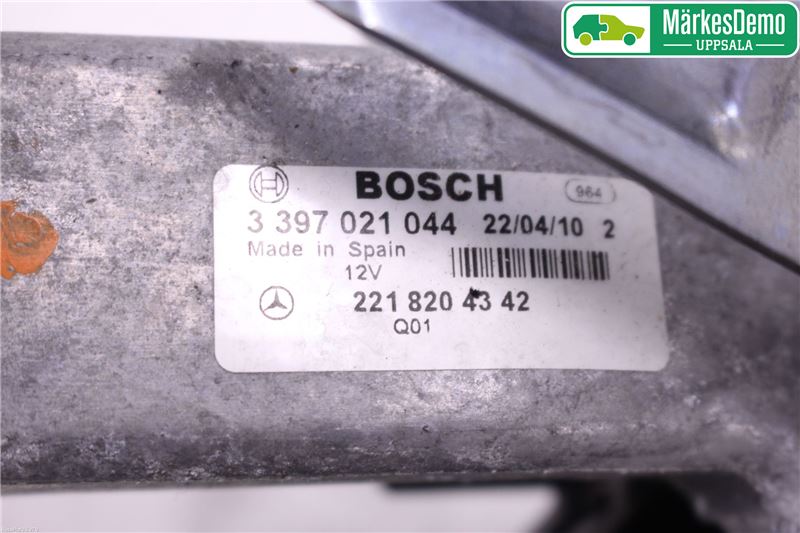 MärkesDemo
UPPSALA
BOSCH
964
3 397 021 044 22/04/10 2
Made in Spain
12V
221 820 43 42
Q01